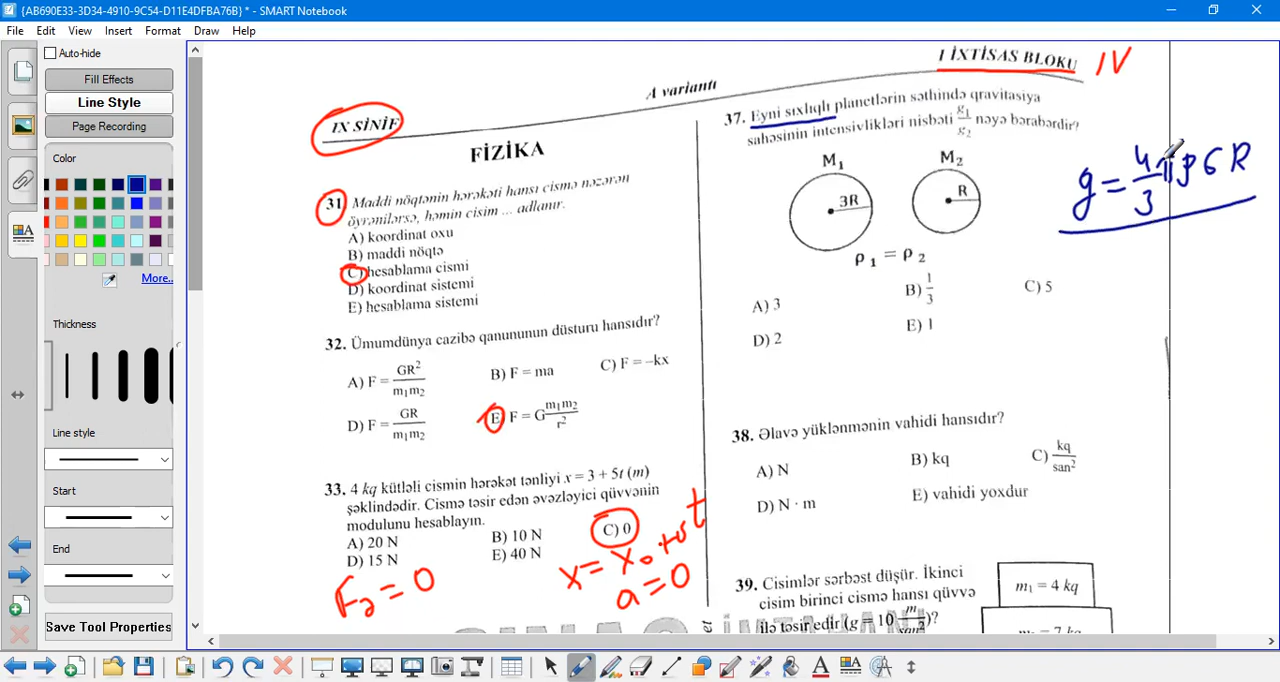 {AB690E33-3D34-4910-9C54-D11E4DFBA76B} * - SMART Notebook
File Edit View Insert Format Draw Help
Auto-hide
Fill Effects
Line Style
Page Recording
Color
More...
Thickness
Line style
Start
End
Save Tool Properties
A variantı
I İXTİSAS BLOKU IV
IX SİNİF
FİZİKA
31. Maddi nöqtənin hərəkəti hansı cismə nəzərən
öyrənilərsə, həmin cisim ... adlanır.
A) koordinat oxu
B) maddi nöqtə
C) hesablama cismi
D) koordinat sistemi
E) hesablama sistemi
32. Ümumdünya cazibə qanununun düsturu hansıdır?
A) F = GR²/m₁m₂
B) F = ma
C) F = –kx
D) F = GR/m₁m₂
E) F = G m₁m₂/r²
33. 4 kq kütləli cismin hərəkət tənliyi x = 3 + 5t (m)
şəklindədir. Cismə təsir edən əvəzləyici qüvvənin
modulunu hesablayın.
A) 20 N
B) 10 N
C) 0
D) 15 N
E) 40 N
x = x₀ + υt
a = 0
37. Eyni sıxlıqlı planetlərin səthində qravitasiya
sahəsinin intensivlikləri nisbəti g₁/g₂ nəyə bərabərdir?
M₁ M₂
3R R
ρ₁ = ρ₂
A) 3
B) 1/3
C) 5
D) 2
E) 1
g = 4/3 πρGR
38. Əlavə yüklənmənin vahidi hansıdır?
A) N
B) kq
C) kq/san²
D) N · m
E) vahidi yoxdur
39. Cisimlər sərbəst düşür. İkinci
cisim birinci cismə hansı qüvvə
ilə təsir edir (g = 10 m/san²)?
m₁ = 4 kq